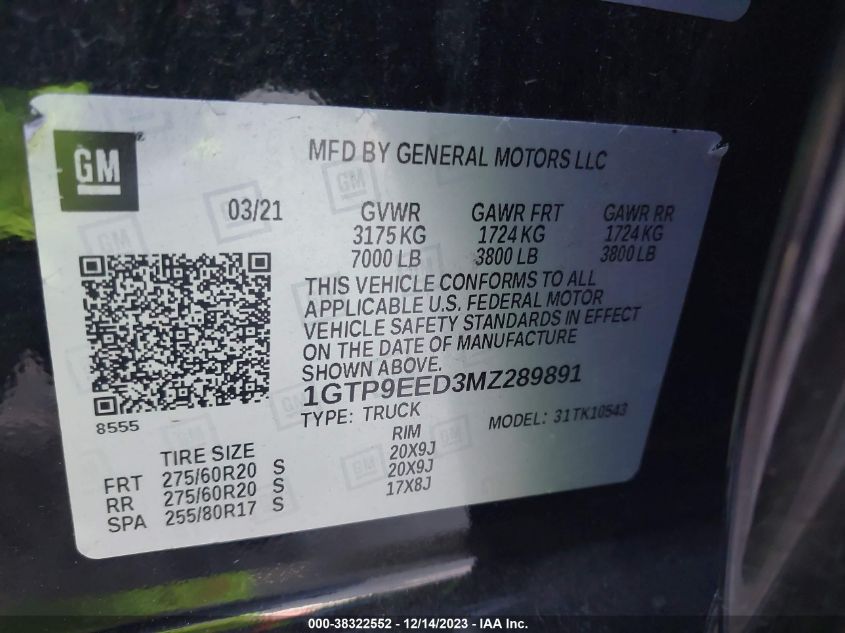 GM
MFD BY GENERAL MOTORS LLC
03/21
GVWR GAWR FRT GAWR RR
3175 KG 1724 KG 1724 KG
7000 LB 3800 LB 3800 LB
THIS VEHICLE CONFORMS TO ALL
APPLICABLE U.S. FEDERAL MOTOR
VEHICLE SAFETY STANDARDS IN EFFECT
ON THE DATE OF MANUFACTURE
SHOWN ABOVE.
1GTP9EED3MZ289891
TYPE: TRUCK MODEL: 31TK10543
8555
TIRE SIZE RIM
FRT 275/60R20 S 20X9J
RR 275/60R20 S 20X9J
SPA 255/80R17 S 17X8J
000-38322552 - 12/14/2023 - IAA Inc.